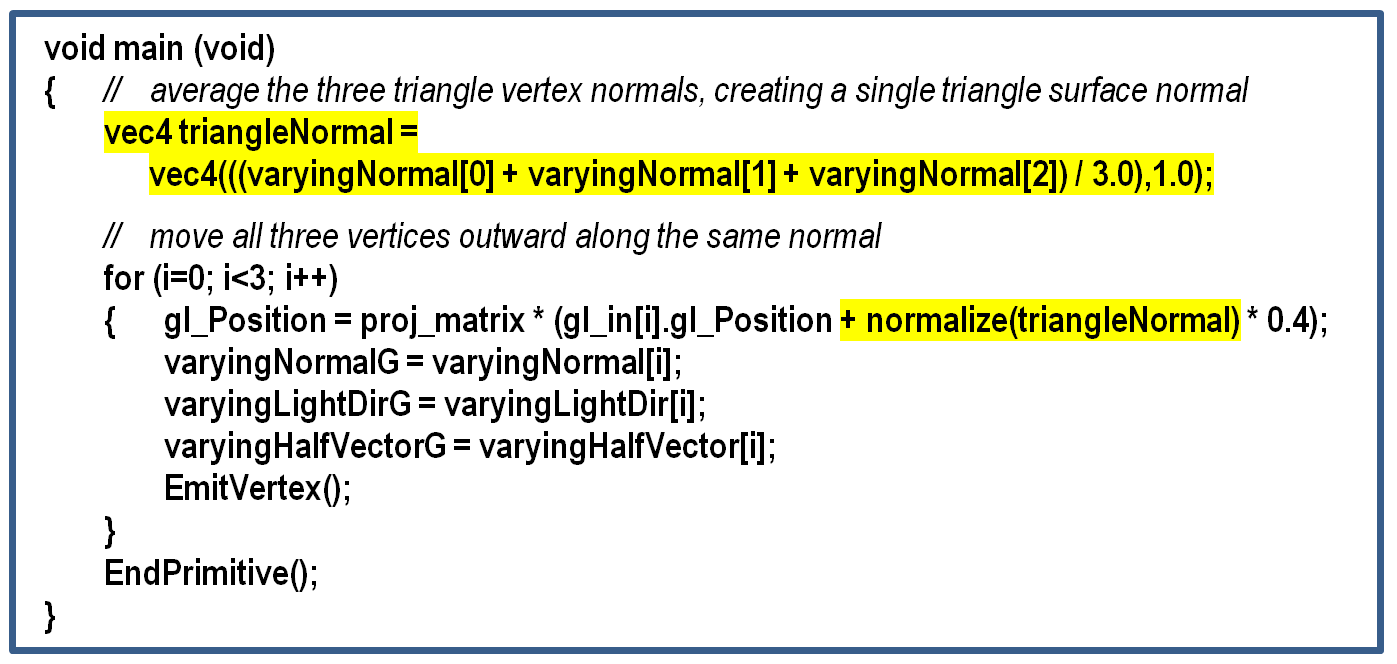 void main (void)
{ // average the three triangle vertex normals, creating a single triangle surface normal
vec4 triangleNormal =
vec4(((varyingNormal[0] + varyingNormal[1] + varyingNormal[2]) / 3.0),1.0);
// move all three vertices outward along the same normal
for (i=0; i<3; i++)
{ gl_Position = proj_matrix * (gl_in[i].gl_Position + normalize(triangleNormal) * 0.4);
varyingNormalG = varyingNormal[i];
varyingLightDirG = varyingLightDir[i];
varyingHalfVectorG = varyingHalfVector[i];
EmitVertex();
}
EndPrimitive();
}